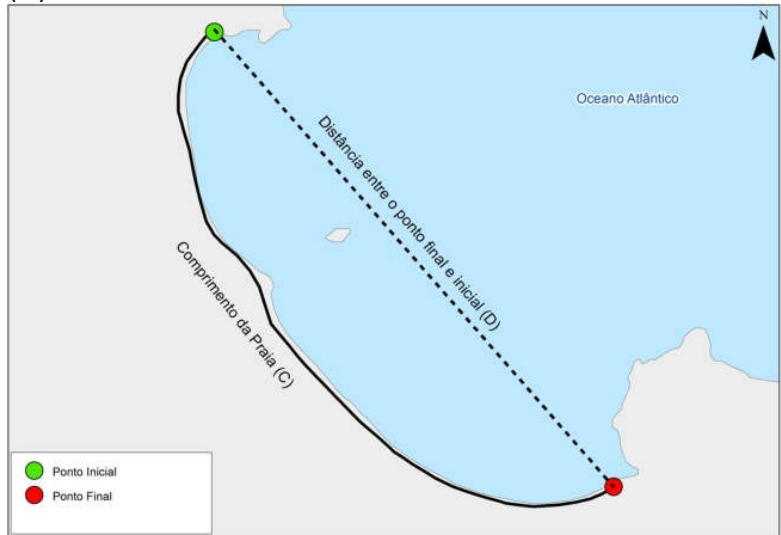 N
Oceano Atlântico
Distância entre o ponto final e inicial (D)
Comprimento da Praia (C)
Ponto Inicial
Ponto Final